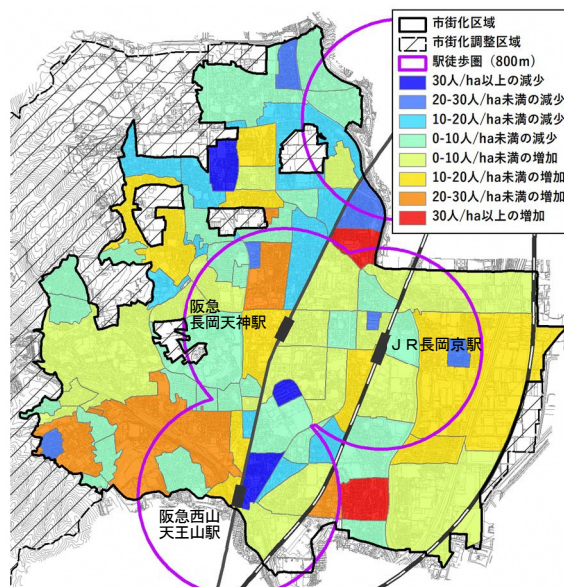 市街化区域
市街化調整区域
駅徒歩圏（800m）
30人/ha以上の減少
20-30人/ha未満の減少
10-20人/ha未満の減少
0-10人/ha未満の減少
0-10人/ha未満の増加
10-20人/ha未満の増加
20-30人/ha未満の増加
30人/ha以上の増加
阪急
長岡天神駅
ＪＲ長岡京駅
阪急西山
天王山駅